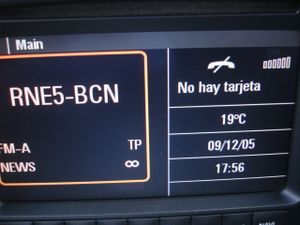 Main
RNE5-BCN
No hay tarjeta
19°C
FM-A TP
09/12/05
NEWS ∞
17:56